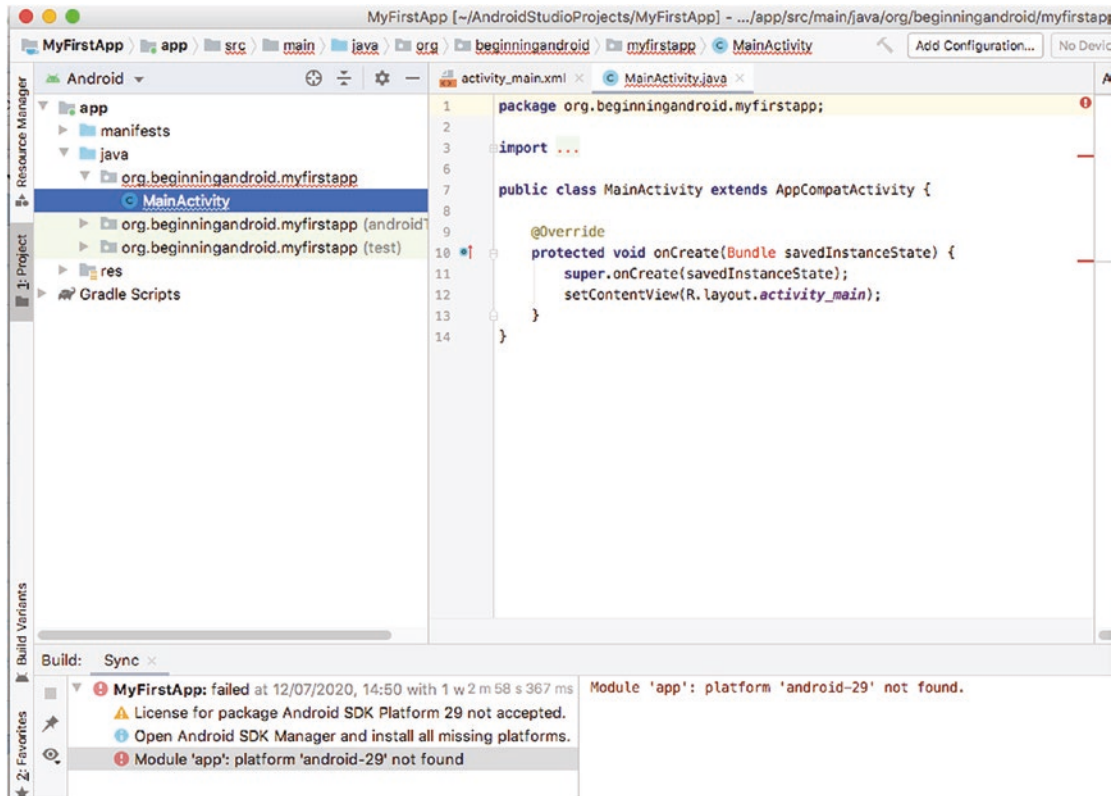 MyFirstApp [~/AndroidStudioProjects/MyFirstApp] - .../app/src/main/java/org/beginningandroid/myfirstapp
MyFirstApp app src main java org beginningandroid myfirstapp MainActivity Add Configuration... No Devic
Resource Manager
1: Project
Build Variants
2: Favorites
Android
app
manifests
java
org.beginningandroid.myfirstapp
MainActivity
org.beginningandroid.myfirstapp (androidT
org.beginningandroid.myfirstapp (test)
res
Gradle Scripts
activity_main.xml MainActivity.java
1 package org.beginningandroid.myfirstapp;
2
3 import ...
6
7 public class MainActivity extends AppCompatActivity {
8
9 @Override
10 protected void onCreate(Bundle savedInstanceState) {
11 super.onCreate(savedInstanceState);
12 setContentView(R.layout.activity_main);
13 }
14 }
Build: Sync
MyFirstApp: failed at 12/07/2020, 14:50 with 1 w 2 m 58 s 367 ms
License for package Android SDK Platform 29 not accepted.
Open Android SDK Manager and install all missing platforms.
Module 'app': platform 'android-29' not found
Module 'app': platform 'android-29' not found.